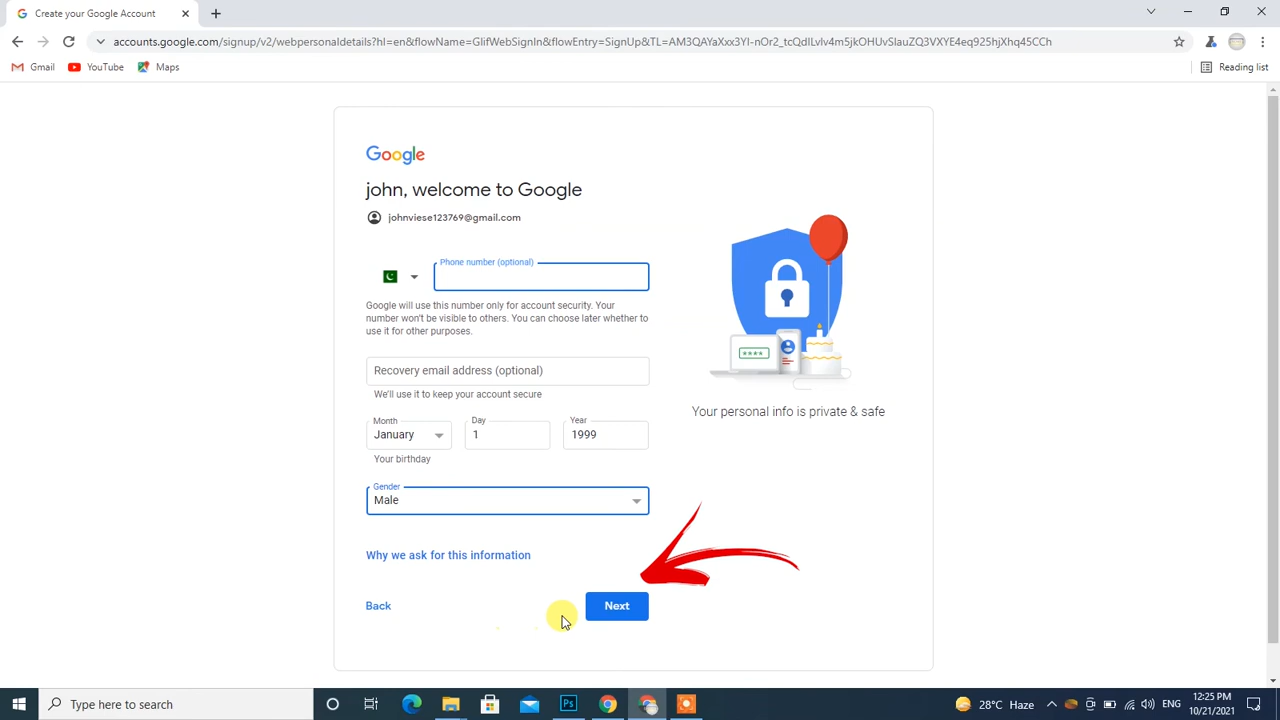 Create your Google Account
accounts.google.com/signup/v2/webpersonaldetails?hl=en&flowName=GlifWebSignIn&flowEntry=SignUp&TL=AM3QAYaXxx3YI-nOr2_tcQdILvlv4m5jkOHUvSlauZQ3VXYE4eq925hjXhq45CCh
Gmail YouTube Maps Reading list
Google
john, welcome to Google
johnviese123769@gmail.com
Phone number (optional)
Google will use this number only for account security. Your
number won't be visible to others. You can choose later whether to
use it for other purposes.
Recovery email address (optional)
We'll use it to keep your account secure
Month Day Year
January 1 1999
Your birthday
Gender
Male
Why we ask for this information
Back Next
****
Your personal info is private & safe
Type here to search
28°C Haze ENG 12:25 PM
10/21/2021